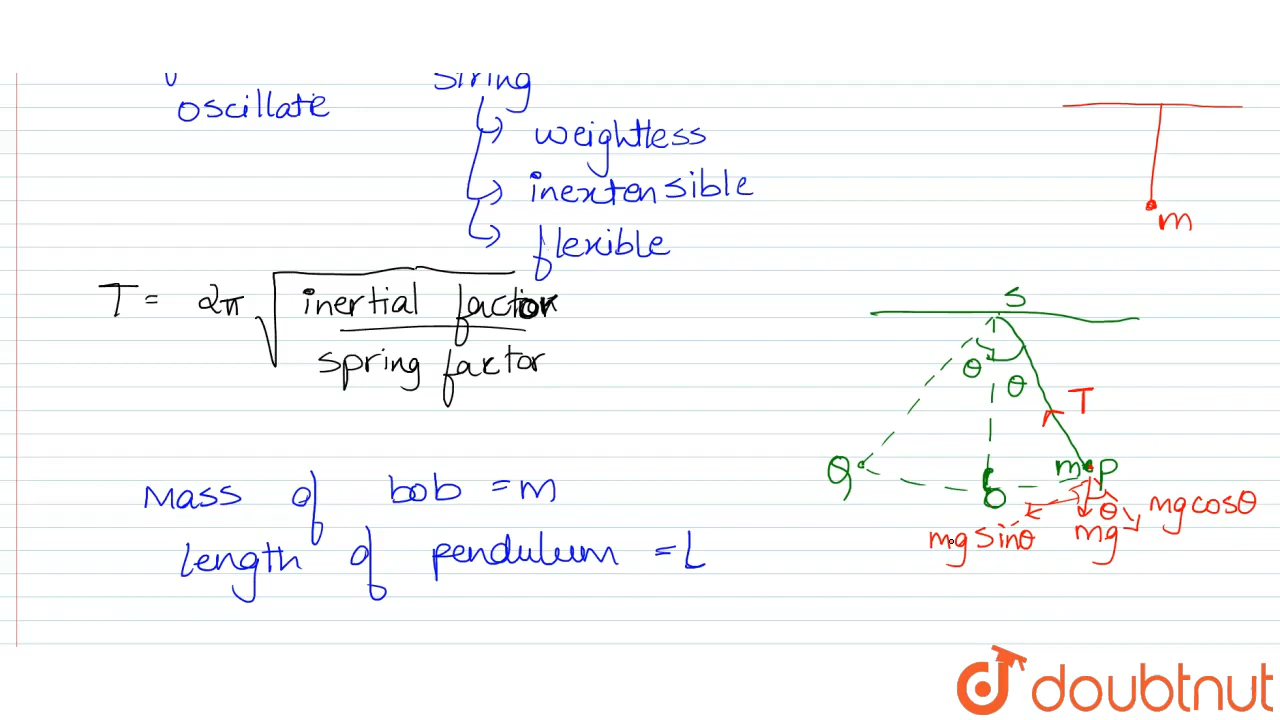 oscillate
string
weightless
inextensible
flexible
m
T = 2π √ inertial factor
spring factor
S
θ
θ
T
Q
O
m P
θ
mg cosθ
mg sinθ
mg
Mass of bob = m
length of pendulum = L
doubtnut